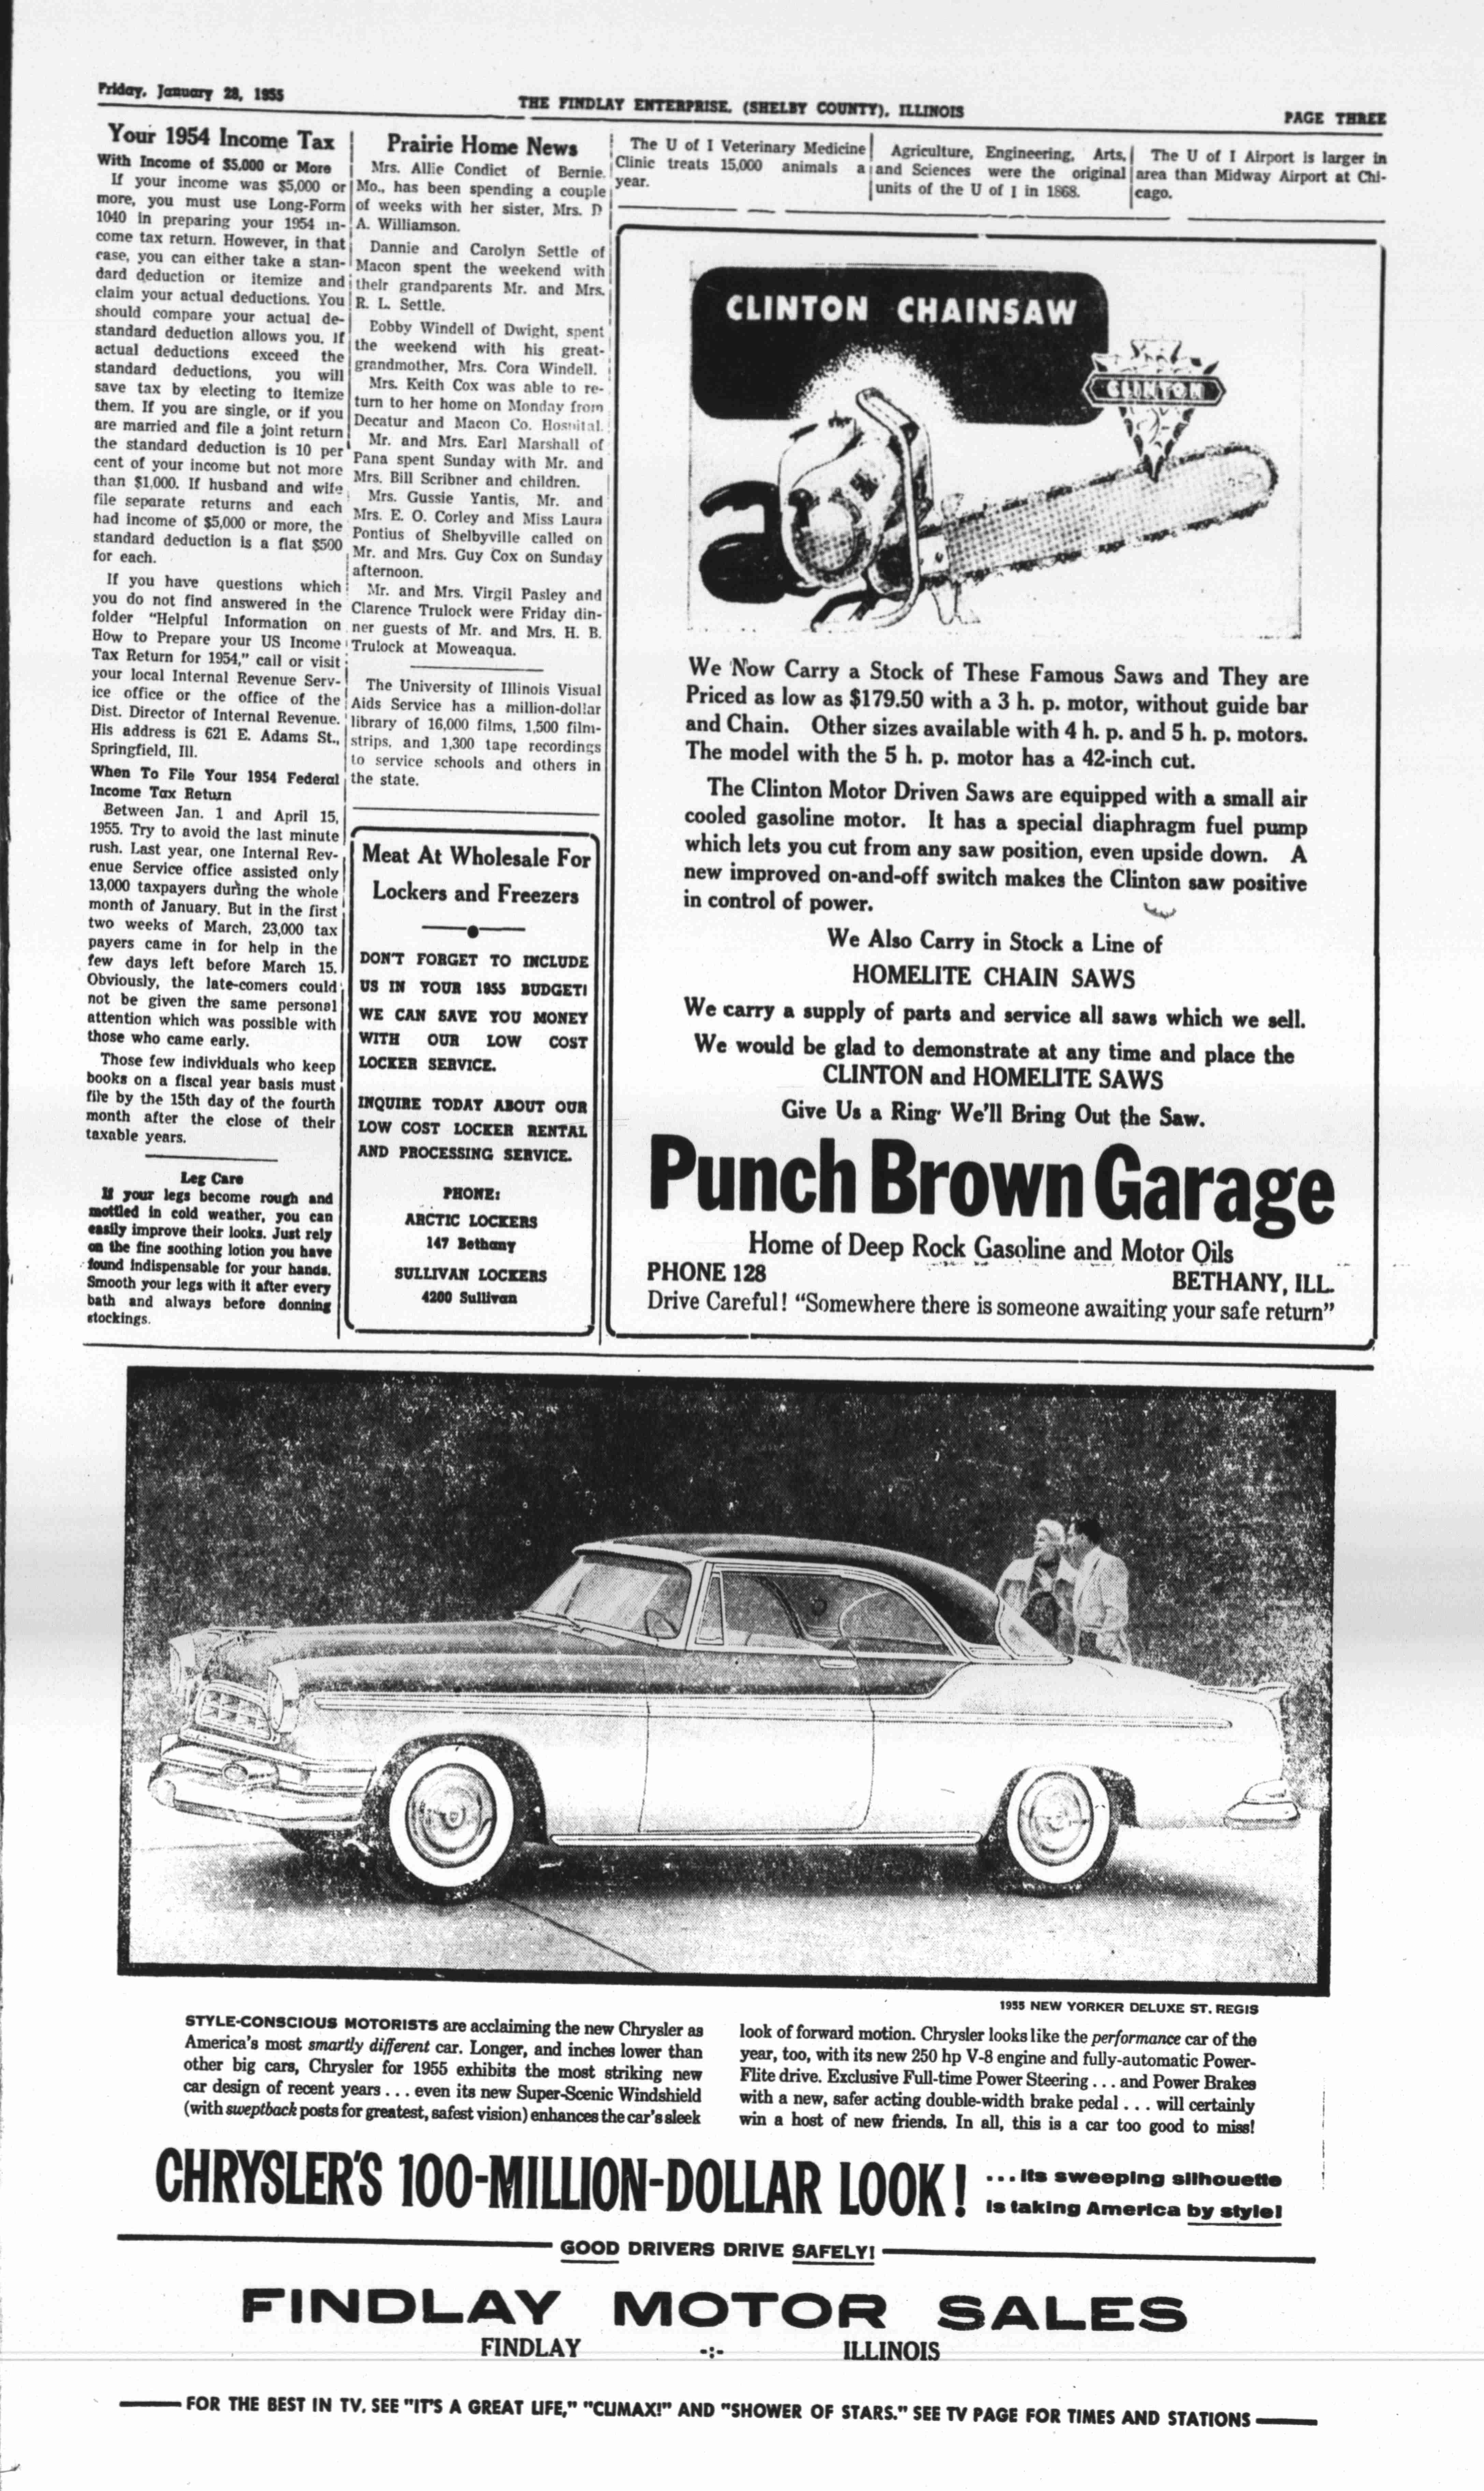 Friday, January 28, 1955
THE FINDLAY ENTERPRISE, (SHELBY COUNTY), ILLINOIS
PAGE THREE
Your 1954 Income Tax
With Income of $5,000 or More
If your income was $5,000 or
more, you must use Long-Form
1040 in preparing your 1954 in-
come tax return. However, in that
case, you can either take a stan-
dard deduction or itemize and
claim your actual deductions. You
should compare your actual de-
standard deduction allows you. If
actual deductions exceed the
standard deductions, you will
save tax by electing to itemize
them. If you are single, or if you
are married and file a joint return
the standard deduction is 10 per
cent of your income but not more
than $1,000. If husband and wife
file separate returns and each
had income of $5,000 or more, the
standard deduction is a flat $500
for each.
If you have questions which
you do not find answered in the
folder "Helpful Information on
How to Prepare your US Income
Tax Return for 1954," call or visit
your local Internal Revenue Serv-
ice office or the office of the
Dist. Director of Internal Revenue.
His address is 621 E. Adams St.,
Springfield, Ill.
When To File Your 1954 Federal
Income Tax Return
Between Jan. 1 and April 15,
1955. Try to avoid the last minute
rush. Last year, one Internal Rev-
enue Service office assisted only
13,000 taxpayers during the whole
month of January. But in the first
two weeks of March, 23,000 tax
payers came in for help in the
few days left before March 15.
Obviously, the late-comers could
not be given the same personal
attention which was possible with
those who came early.
Those few individuals who keep
books on a fiscal year basis must
file by the 15th day of the fourth
month after the close of their
taxable years.
Leg Care
If your legs become rough and
mottled in cold weather, you can
easily improve their looks. Just rely
on the fine soothing lotion you have
found indispensable for your hands.
Smooth your legs with it after every
bath and always before donning
stockings.
Prairie Home News
Mrs. Allie Condict of Bernie,
Mo., has been spending a couple
of weeks with her sister, Mrs. D
A. Williamson.
Dannie and Carolyn Settle of
Macon spent the weekend with
their grandparents Mr. and Mrs.
R. L. Settle.
Bobby Windell of Dwight, spent
the weekend with his great-
grandmother, Mrs. Cora Windell.
Mrs. Keith Cox was able to re-
turn to her home on Monday from
Decatur and Macon Co. Hospital.
Mr. and Mrs. Earl Marshall of
Pana spent Sunday with Mr. and
Mrs. Bill Scribner and children.
Mrs. Gussie Yantis, Mr. and
Mrs. E. O. Corley and Miss Laura
Pontius of Shelbyville called on
Mr. and Mrs. Guy Cox on Sunday
afternoon.
Mr. and Mrs. Virgil Pasley and
Clarence Trulock were Friday din-
ner guests of Mr. and Mrs. H. B.
Trulock at Moweaqua.
The University of Illinois Visual
Aids Service has a million-dollar
library of 16,000 films, 1,500 film-
strips, and 1,300 tape recordings
to service schools and others in
the state.
Meat At Wholesale For
Lockers and Freezers
DON'T FORGET TO INCLUDE
US IN YOUR 1955 BUDGET!
WE CAN SAVE YOU MONEY
WITH OUR LOW COST
LOCKER SERVICE.
INQUIRE TODAY ABOUT OUR
LOW COST LOCKER RENTAL
AND PROCESSING SERVICE.
PHONE:
ARCTIC LOCKERS
147 Bethany
SULLIVAN LOCKERS
4200 Sullivan
The U of I Veterinary Medicine
Clinic treats 15,000 animals a
year.
Agriculture, Engineering, Arts,
and Sciences were the original
units of the U of I in 1868.
The U of I Airport is larger in
area than Midway Airport at Chi-
cago.
CLINTON CHAINSAW
CLINTON
We Now Carry a Stock of These Famous Saws and They are
Priced as low as $179.50 with a 3 h. p. motor, without guide bar
and Chain. Other sizes available with 4 h. p. and 5 h. p. motors.
The model with the 5 h. p. motor has a 42-inch cut.
The Clinton Motor Driven Saws are equipped with a small air
cooled gasoline motor. It has a special diaphragm fuel pump
which lets you cut from any saw position, even upside down. A
new improved on-and-off switch makes the Clinton saw positive
in control of power.
We Also Carry in Stock a Line of
HOMELITE CHAIN SAWS
We carry a supply of parts and service all saws which we sell.
We would be glad to demonstrate at any time and place the
CLINTON and HOMELITE SAWS
Give Us a Ring We'll Bring Out the Saw.
Punch Brown Garage
Home of Deep Rock Gasoline and Motor Oils
PHONE 128
BETHANY, ILL.
Drive Careful! "Somewhere there is someone awaiting your safe return"
1955 NEW YORKER DELUXE ST. REGIS
STYLE-CONSCIOUS MOTORISTS are acclaiming the new Chrysler as
America's most smartly different car. Longer, and inches lower than
other big cars, Chrysler for 1955 exhibits the most striking new
car design of recent years . . . even its new Super-Scenic Windshield
(with sweptback posts for greatest, safest vision) enhances the car's sleek
look of forward motion. Chrysler looks like the performance car of the
year, too, with its new 250 hp V-8 engine and fully-automatic Power-
Flite drive. Exclusive Full-time Power Steering . . . and Power Brakes
with a new, safer acting double-width brake pedal . . . will certainly
win a host of new friends. In all, this is a car too good to miss!
CHRYSLER'S 100-MILLION-DOLLAR LOOK!
...its sweeping silhouette
is taking America by style!
GOOD DRIVERS DRIVE SAFELY!
FINDLAY MOTOR SALES
FINDLAY -:- ILLINOIS
FOR THE BEST IN TV, SEE "IT'S A GREAT LIFE," "CLIMAX!" AND "SHOWER OF STARS." SEE TV PAGE FOR TIMES AND STATIONS